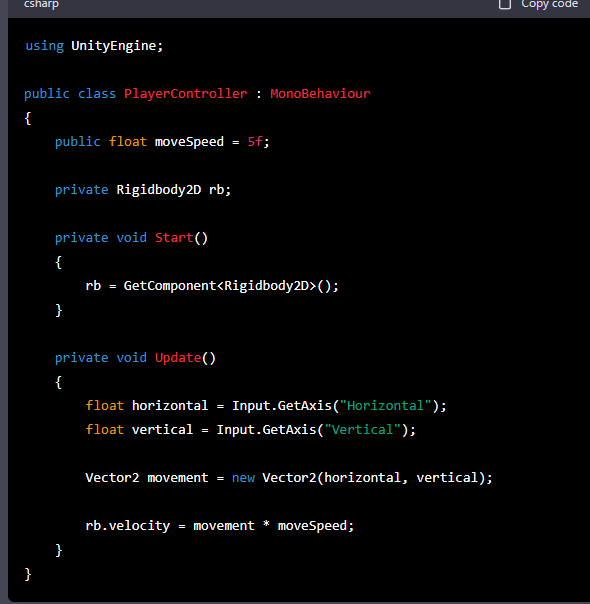 csharp Copy code
using UnityEngine;
public class PlayerController : MonoBehaviour
{
    public float moveSpeed = 5f;
    private Rigidbody2D rb;
    private void Start()
    {
        rb = GetComponent<Rigidbody2D>();
    }
    private void Update()
    {
        float horizontal = Input.GetAxis("Horizontal");
        float vertical = Input.GetAxis("Vertical");
        Vector2 movement = new Vector2(horizontal, vertical);
        rb.velocity = movement * moveSpeed;
    }
}